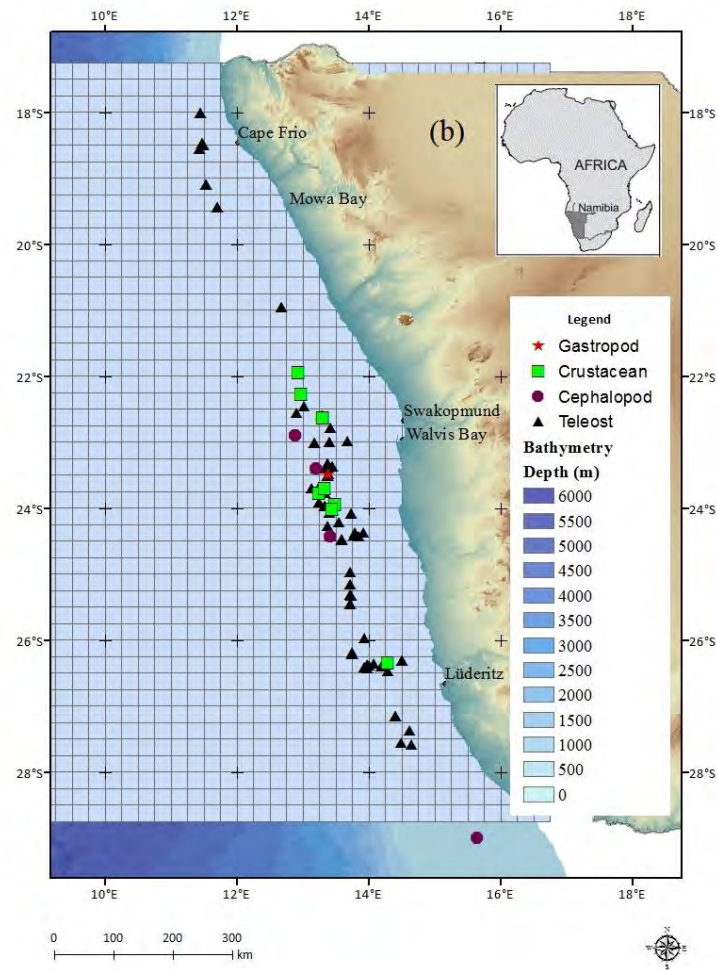 10°E 12°E 14°E 16°E 18°E
18°S 18°S
20°S 20°S
22°S 22°S
24°S 24°S
26°S 26°S
28°S 28°S
(b)
Cape Frio
Mowa Bay
Swakopmund
Walvis Bay
Lüderitz
AFRICA
Namibia
Legend
Gastropod
Crustacean
Cephalopod
Teleost
Bathymetry
Depth (m)
6000
5500
5000
4500
4000
3500
3000
2500
2000
1500
1000
500
0
10°E 12°E 14°E 16°E 18°E
0 100 200 300
km
N
W E
S